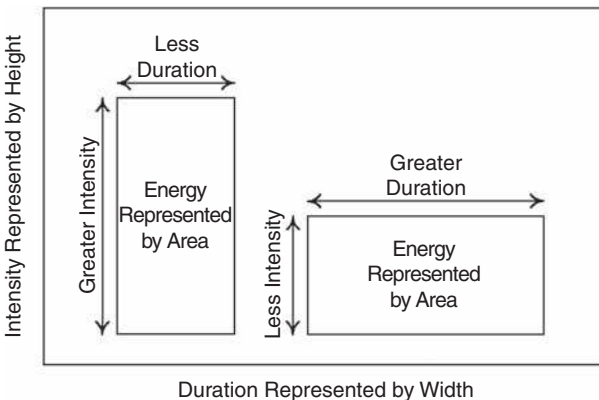 Intensity Represented by Height
Less
Duration
Greater Intensity
Energy
Represented
by Area
Greater
Duration
Less Intensity
Energy
Represented
by Area
Duration Represented by Width